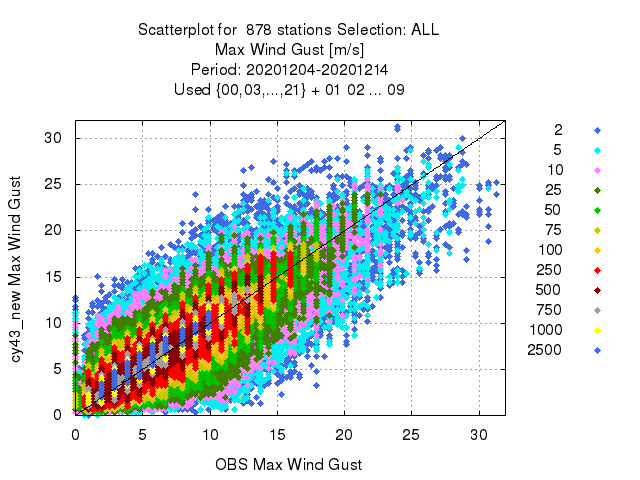 Scatterplot for 878 stations Selection: ALL
Max Wind Gust [m/s]
Period: 20201204-20201214
Used {00,03,...,21} + 01 02 ... 09
cy43_new Max Wind Gust
30
25
20
15
10
5
0
0 5 10 15 20 25 30
OBS Max Wind Gust
2
5
10
25
50
75
100
250
500
750
1000
2500